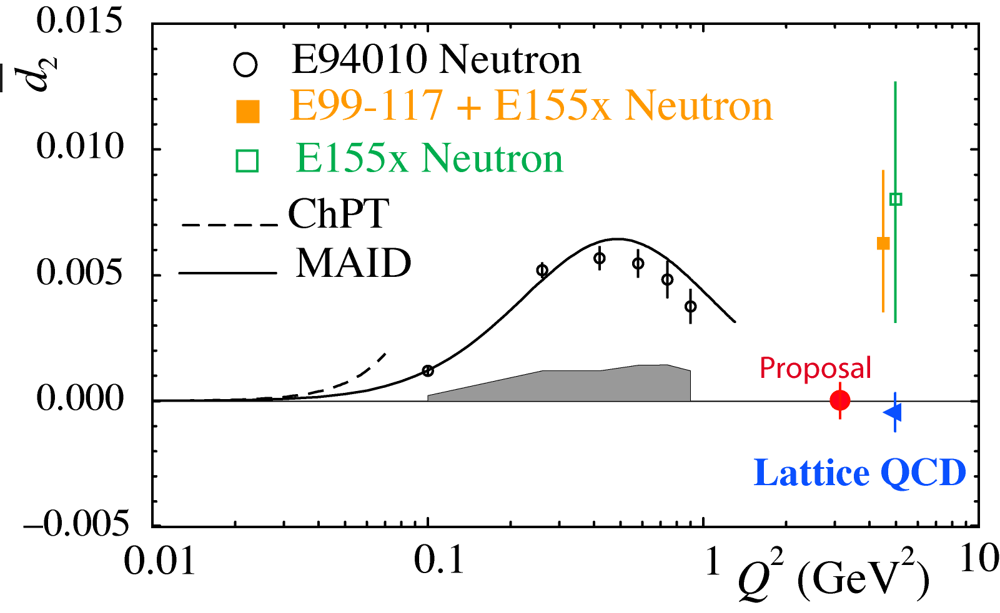 0.015
0.010
0.005
0.000
–0.005
d̅₂
E94010 Neutron
E99-117 + E155x Neutron
E155x Neutron
ChPT
MAID
Proposal
Lattice QCD
0.01
0.1
1
10
Q² (GeV²)